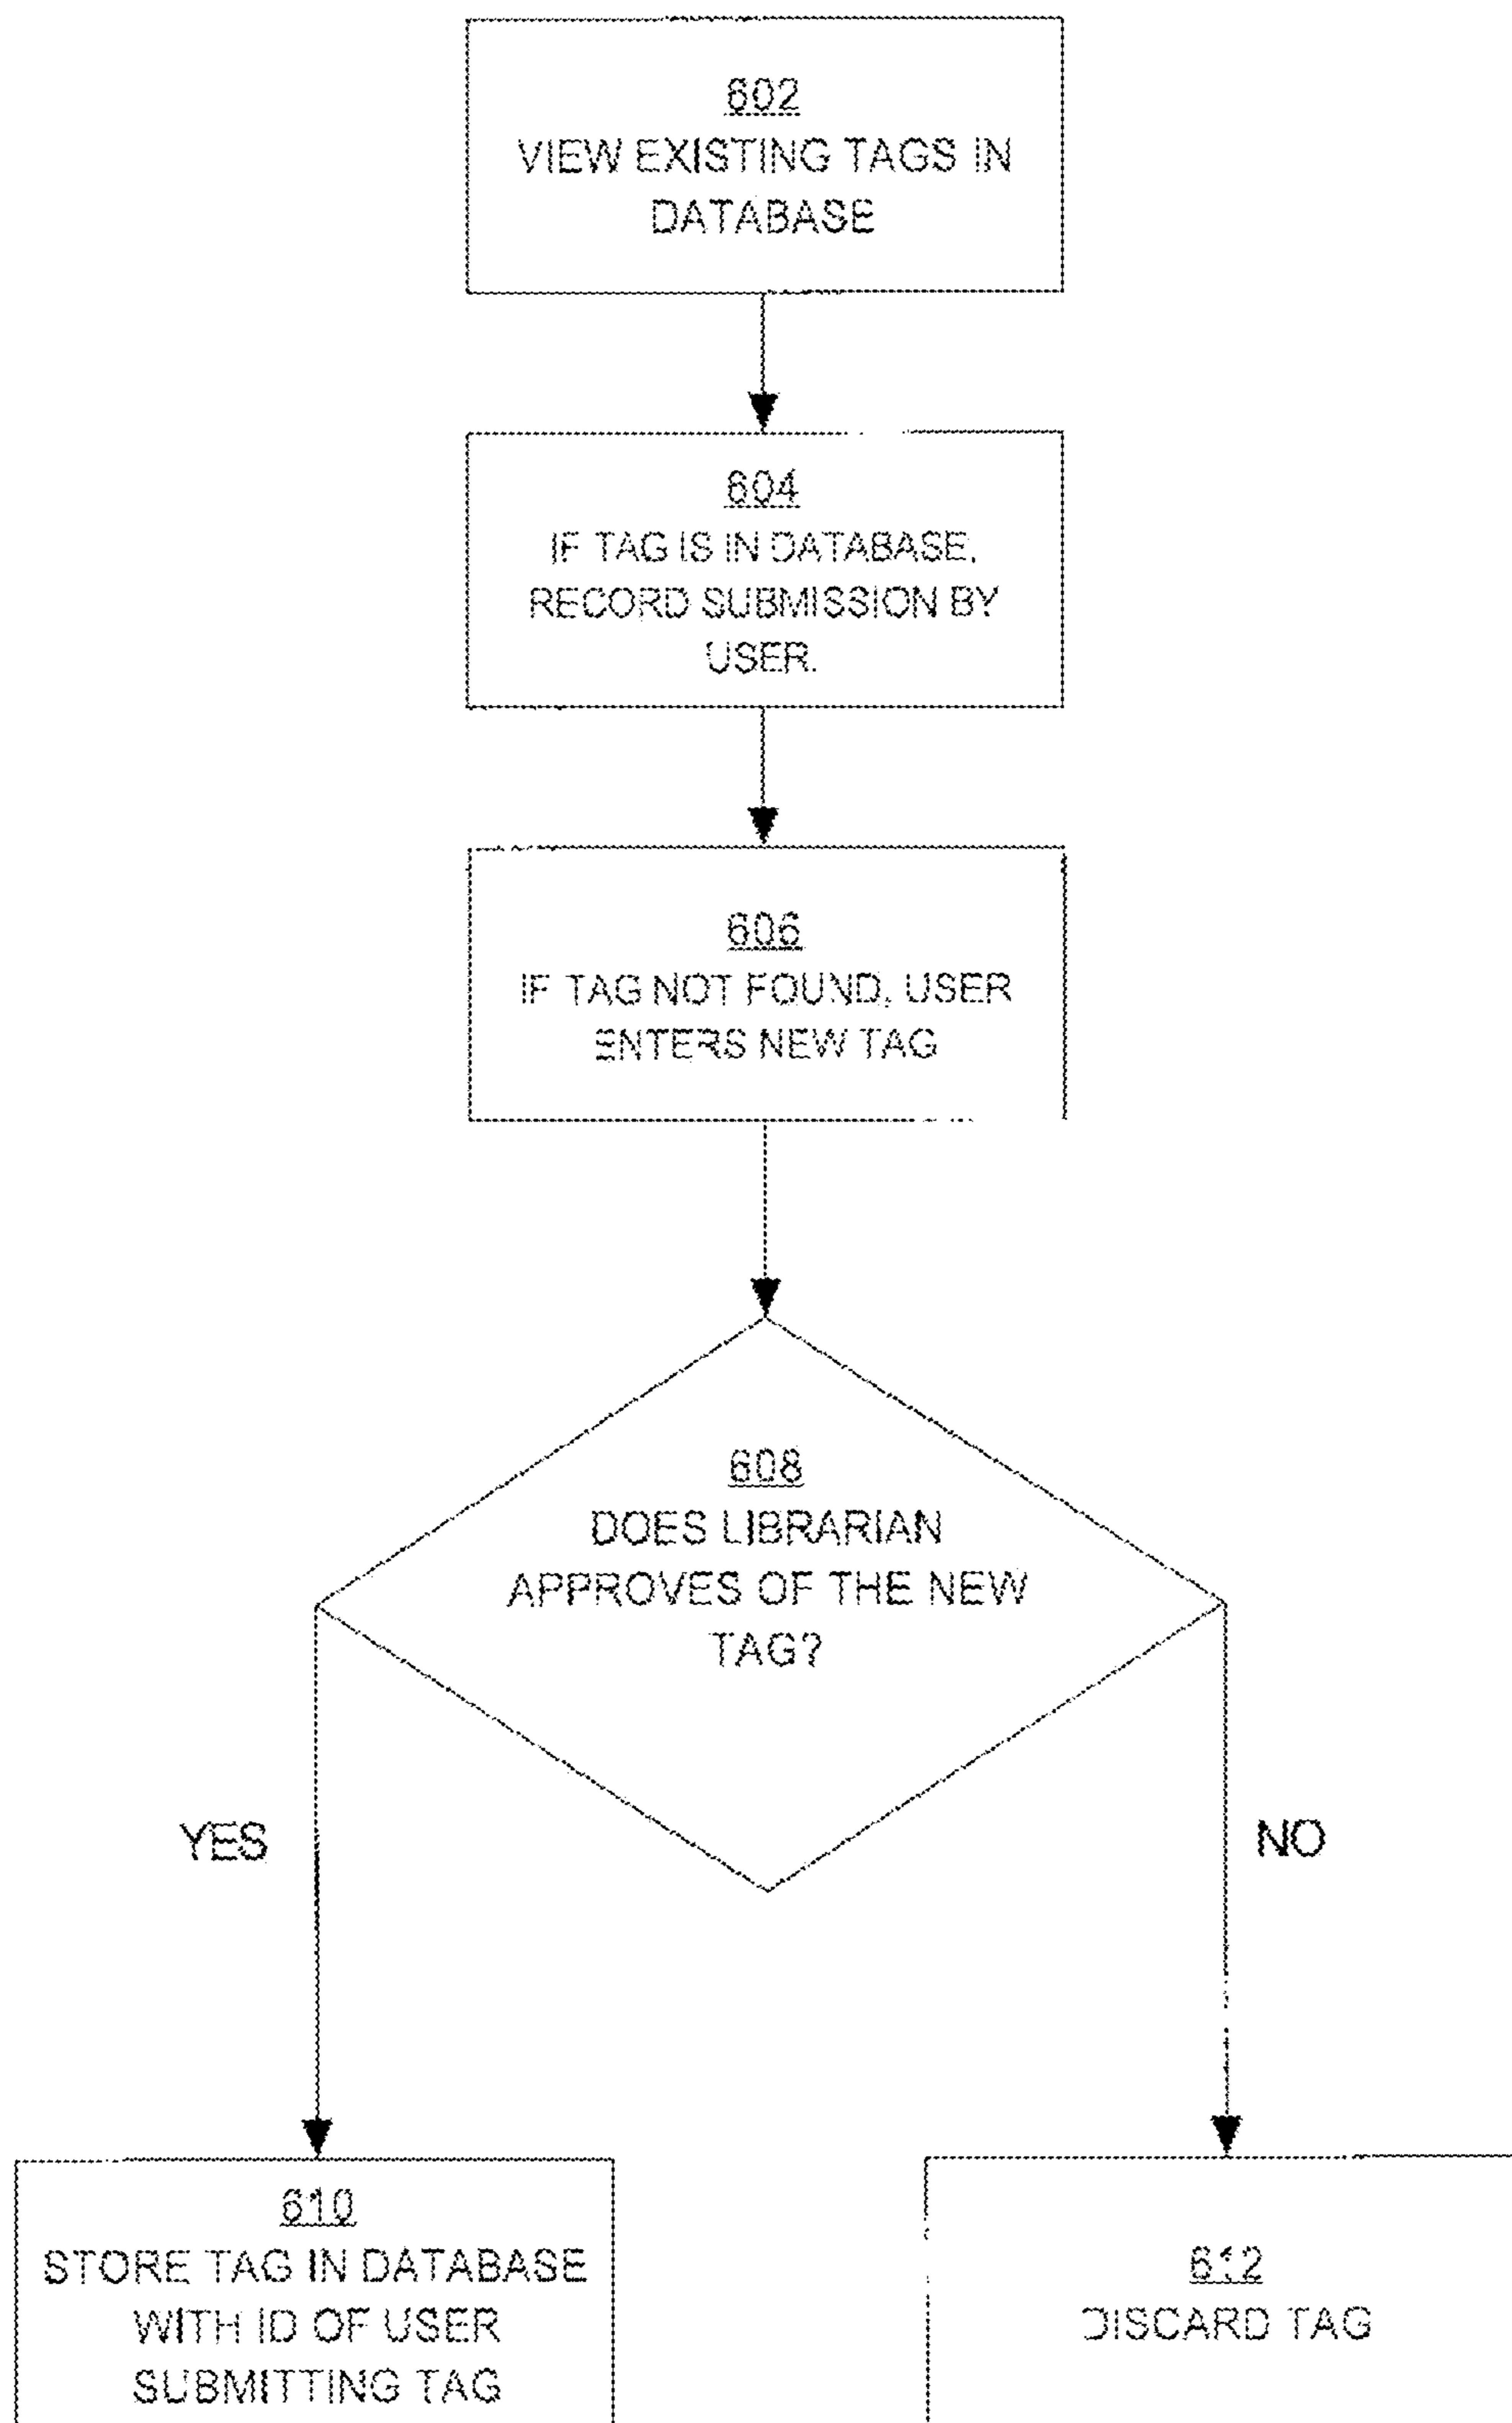 602
VIEW EXISTING TAGS IN
DATABASE
604
IF TAG IS IN DATABASE,
RECORD SUBMISSION BY
USER.
606
IF TAG NOT FOUND, USER
ENTERS NEW TAG
608
DOES LIBRARIAN
APPROVES OF THE NEW
TAG?
YES
NO
610
STORE TAG IN DATABASE
WITH ID OF USER
SUBMITTING TAG
612
DISCARD TAG